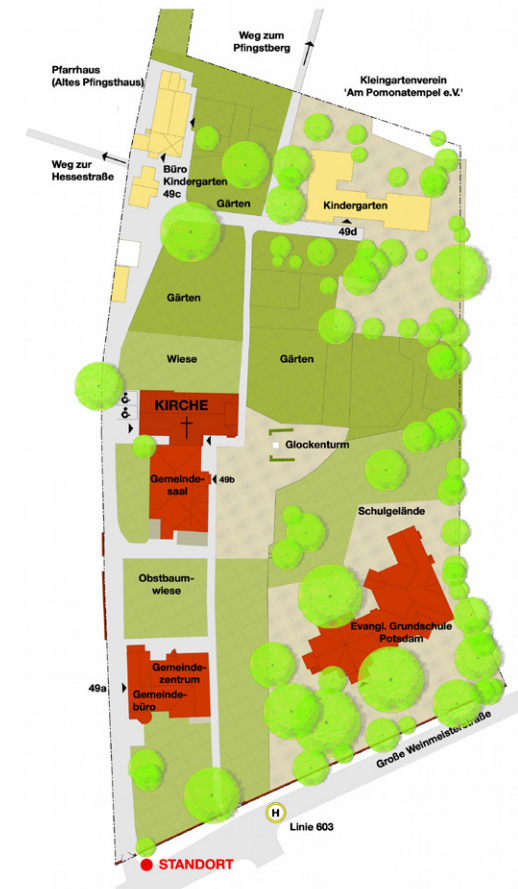 Weg zum
Pfingstberg
Pfarrhaus
(Altes Pfingsthaus)
Kleingartenverein
'Am Pomonatempel e.V.'
Weg zur
Hessestraße
Büro
Kindergarten
49c
Gärten
Kindergarten
49d
Gärten
Wiese
Gärten
KIRCHE
Glockenturm
Gemeinde-
saal
49b
Schulgelände
Obstbaum-
wiese
Evangl. Grundschule
Potsdam
Gemeinde-
zentrum
49a
Gemeinde-
büro
Große Weinmeisterstraße
H
Linie 603
STANDORT